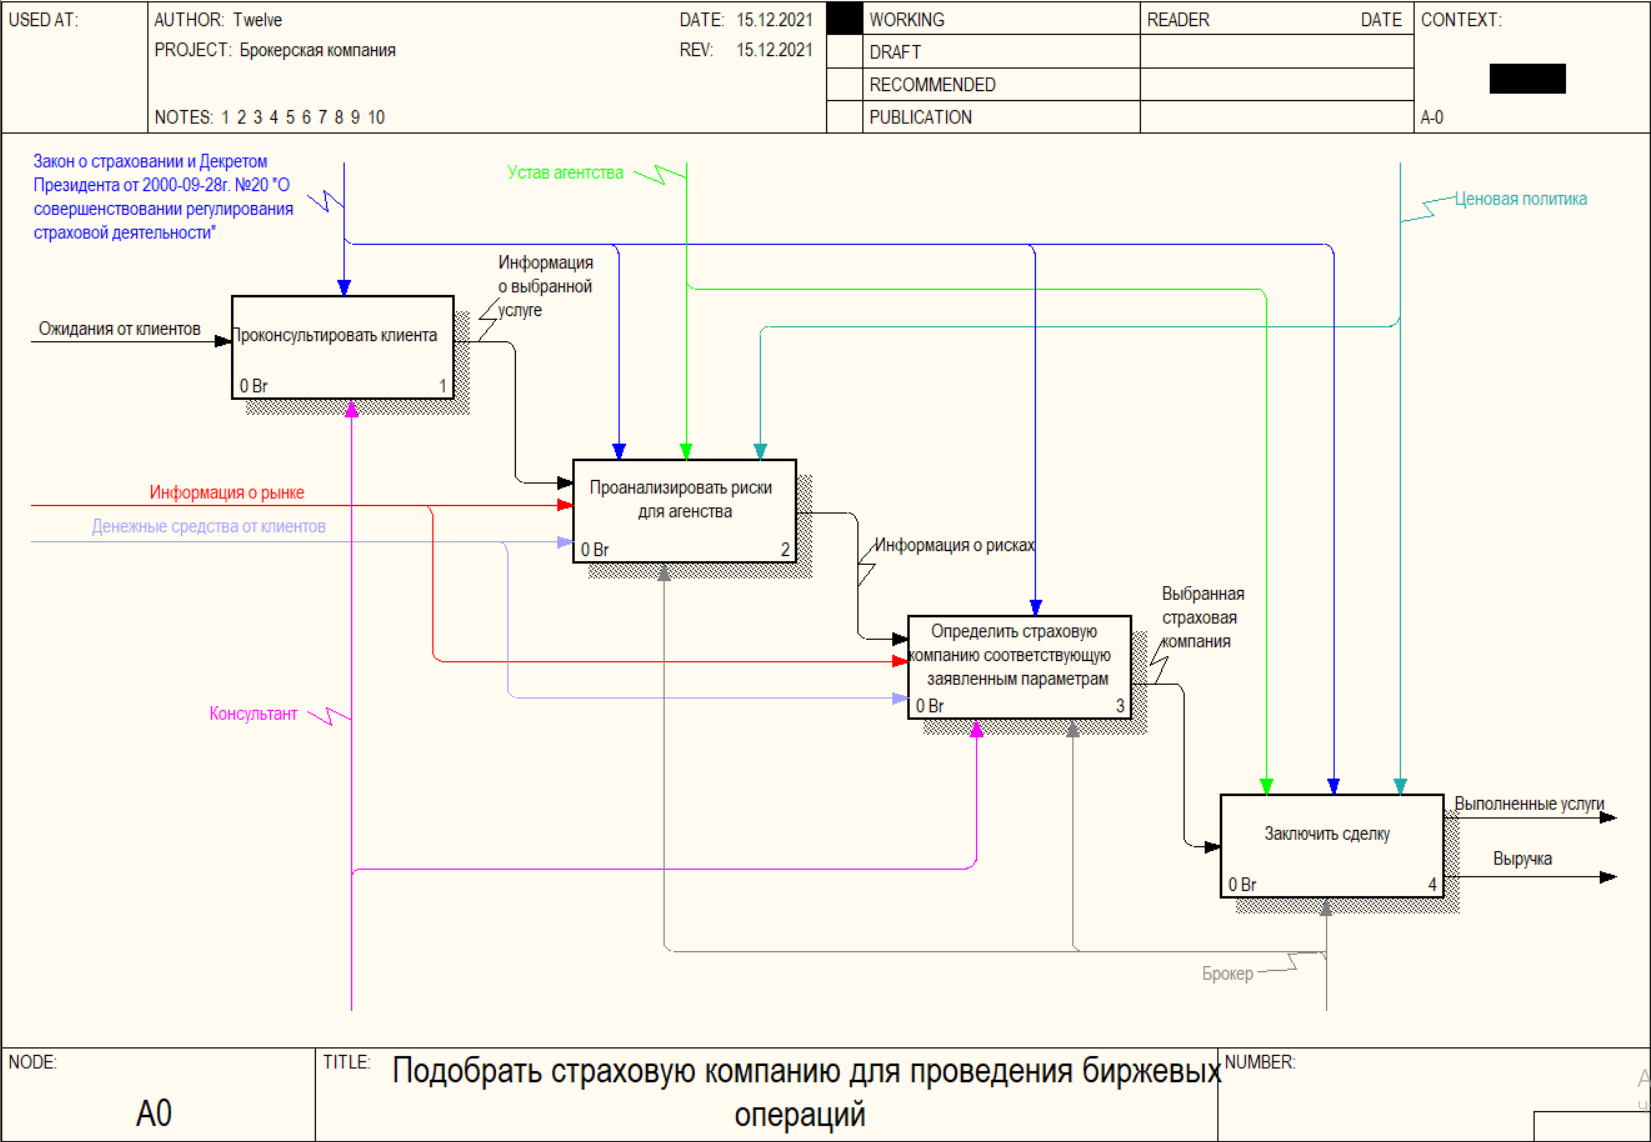 USED AT:
AUTHOR: Twelve
DATE: 15.12.2021
PROJECT: Брокерская компания
REV: 15.12.2021
NOTES: 1 2 3 4 5 6 7 8 9 10
WORKING
DRAFT
RECOMMENDED
PUBLICATION
READER
DATE
CONTEXT:
A-0
Закон о страховании и Декретом
Президента от 2000-09-28г. №20 "О
совершенствовании регулирования
страховой деятельности"
Устав агентства
Ценовая политика
Информация
о выбранной
услуге
Ожидания от клиентов
Проконсультировать клиента
0 Br
1
Информация о рынке
Денежные средства от клиентов
Проанализировать риски
для агенства
0 Br
2
Информация о рисках
Определить страховую
компанию соответствующую
заявленным параметрам
0 Br
3
Выбранная
страховая
компания
Консультант
Заключить сделку
0 Br
4
Выполненные услуги
Выручка
Брокер
NODE:
A0
TITLE:
Подобрать страховую компанию для проведения биржевых
операций
NUMBER: